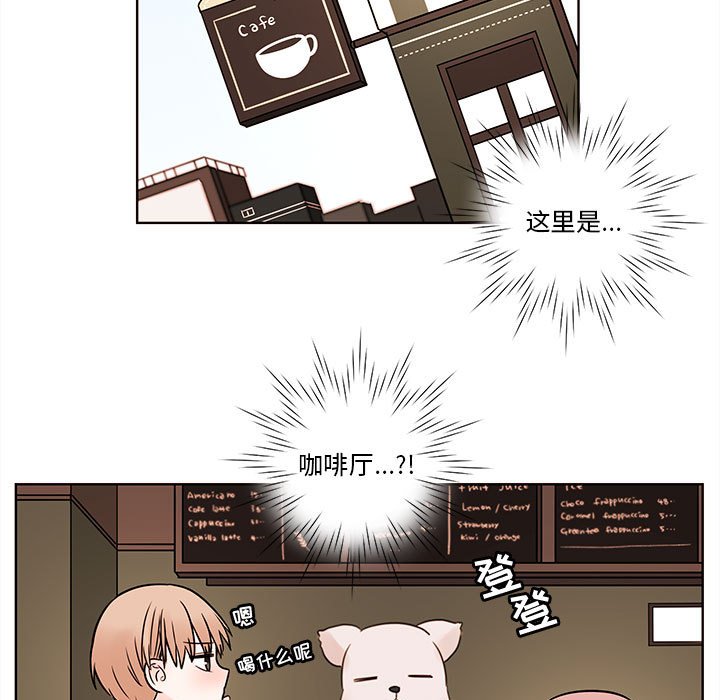 Cafe
这里是...
咖啡厅...?!
Americano
Cafe latte
Cappuccino
Vanilla latte
Fruit Juice
Lemon / Cherry
Strawberry
Kiwi / Orange
Ice
Choco frappuccino
Caramel frappuccino
Greentea frappuccino
登
登
嗯
喝什么呢